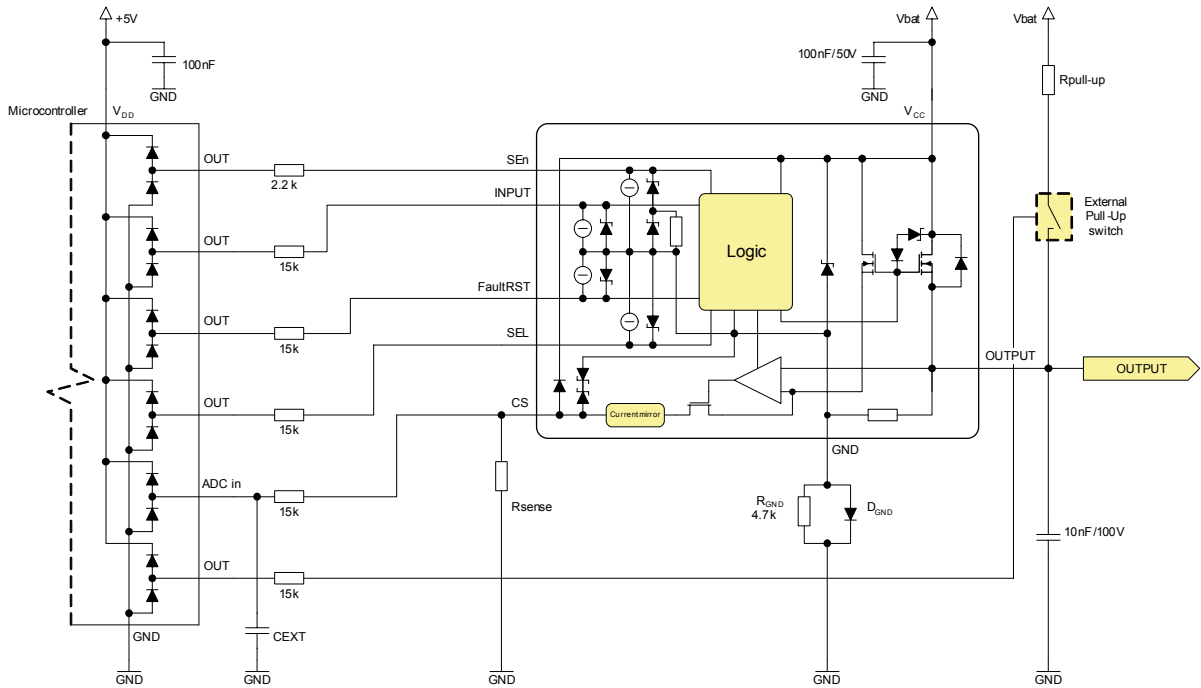 +5V
Vbat
Vbat
100nF
100nF/50V
GND
GND
Rpull-up
Microcontroller
VDD
VCC
OUT
SEn
2.2 k
INPUT
External
Pull-Up
switch
OUT
15k
Logic
FaultRST
OUT
15k
SEL
OUTPUT
OUTPUT
OUT
15k
CS
Current mirror
GND
ADC in
15k
Rsense
RGND
4.7k
DGND
10nF/100V
OUT
15k
GND
CEXT
GND
GND
GND
GND
GND